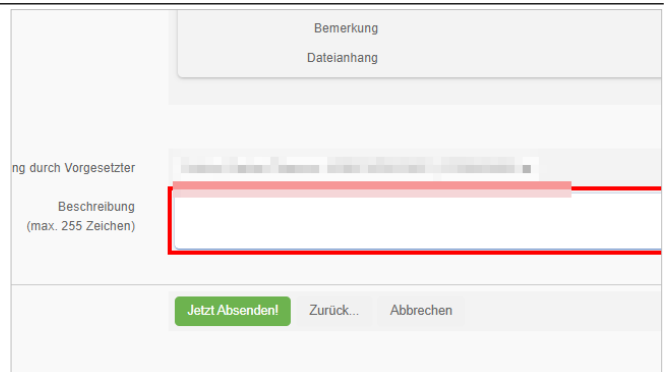 Bemerkung
Dateianhang
ng durch Vorgesetzter
Beschreibung
(max. 255 Zeichen)
Jetzt Absenden! Zurück... Abbrechen